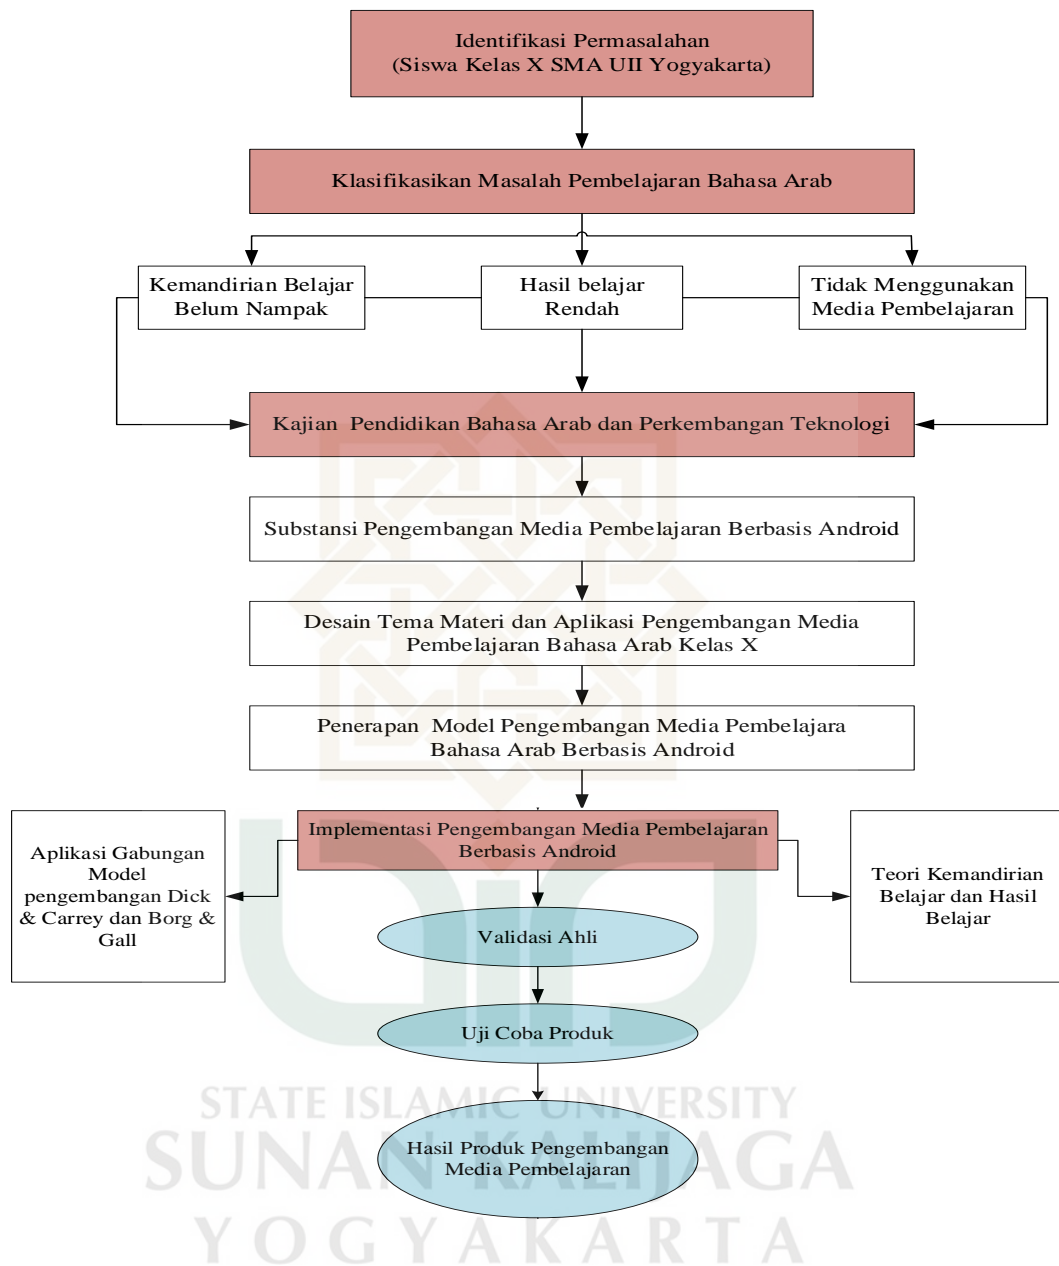 Identifikasi Permasalahan
(Siswa Kelas X SMA UII Yogyakarta)
Klasifikasikan Masalah Pembelajaran Bahasa Arab
Kemandirian Belajar
Belum Nampak
Hasil belajar
Rendah
Tidak Menggunakan
Media Pembelajaran
Kajian Pendidikan Bahasa Arab dan Perkembangan Teknologi
Substansi Pengembangan Media Pembelajaran Berbasis Android
Desain Tema Materi dan Aplikasi Pengembangan Media
Pembelajaran Bahasa Arab Kelas X
Penerapan Model Pengembangan Media Pembelajara
Bahasa Arab Berbasis Android
Implementasi Pengembangan Media Pembelajaran
Berbasis Android
Aplikasi Gabungan
Model
pengembangan Dick
& Carrey dan Borg &
Gall
Teori Kemandirian
Belajar dan Hasil
Belajar
Validasi Ahli
Uji Coba Produk
Hasil Produk Pengembangan
Media Pembelajaran
STATE ISLAMIC UNIVERSITY
SUNAN KALIJAGA
YOGYAKARTA